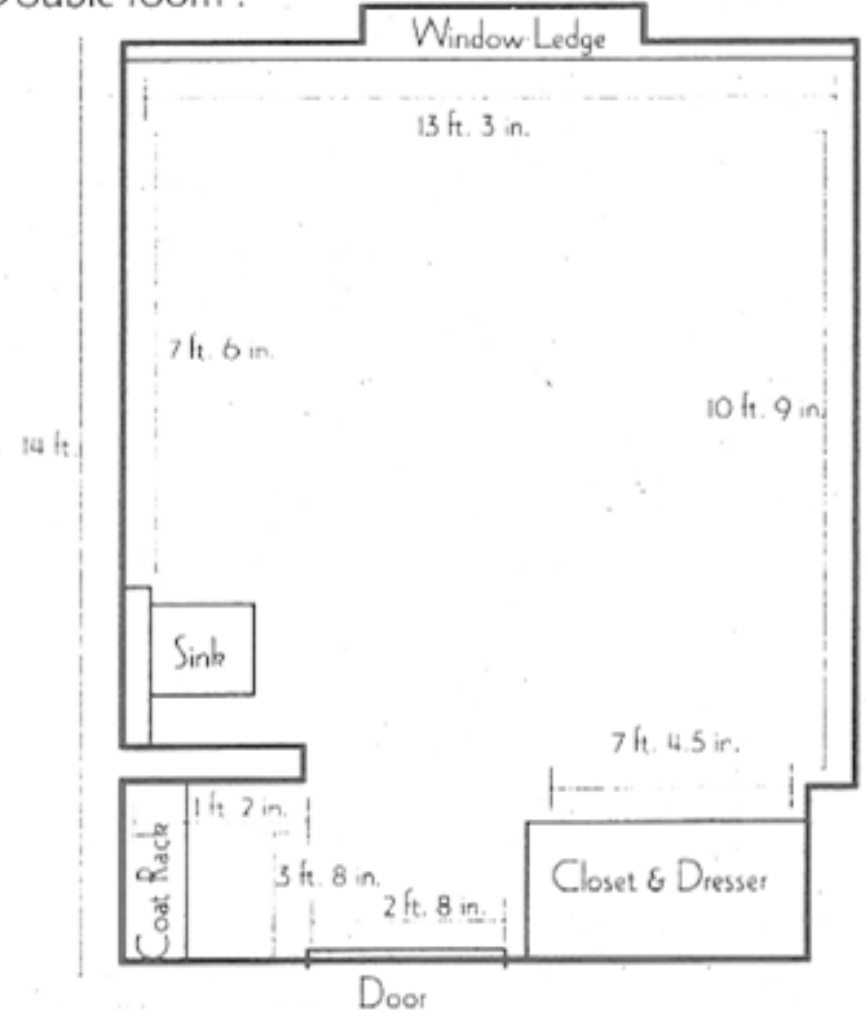 Double room :
Window Ledge
13 ft. 3 in.
7 ft. 6 in.
10 ft. 9 in.
14 ft.
Sink
7 ft. 4.5 in.
1 ft. 2 in.
Coat Rack
3 ft. 8 in.
Closet & Dresser
2 ft. 8 in.
Door